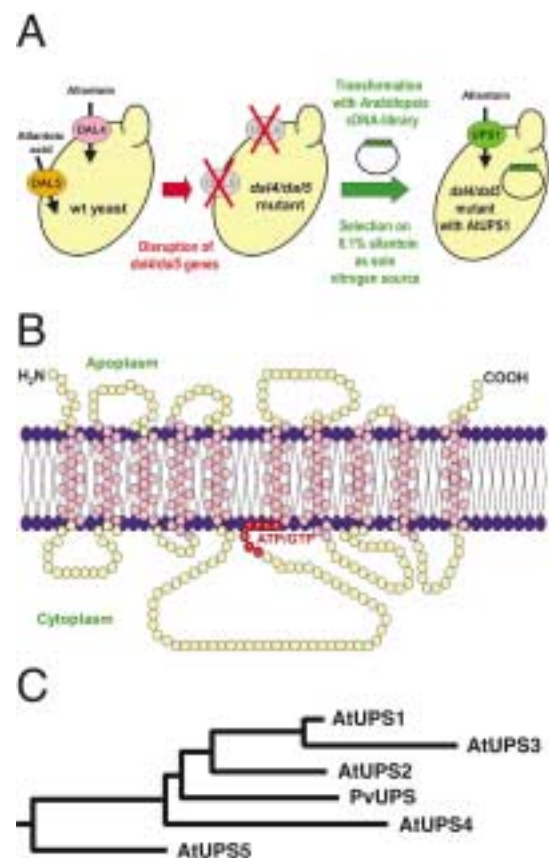 A
Allantoin
DAL4
Allantoic
acid
DAL5
wt yeast
Disruption of
dal4/dal5 genes
dal4/dal5
mutant
Transformation
with Arabidopsis
cDNA-library
Selection on
0.1% allantoin
as sole
nitrogen source
Allantoin
UPS1
dal4/dal5
mutant
with AtUPS1
B
H2N
Apoplasm
COOH
ATP/GTP
Cytoplasm
C
AtUPS1
AtUPS3
AtUPS2
PvUPS
AtUPS4
AtUPS5